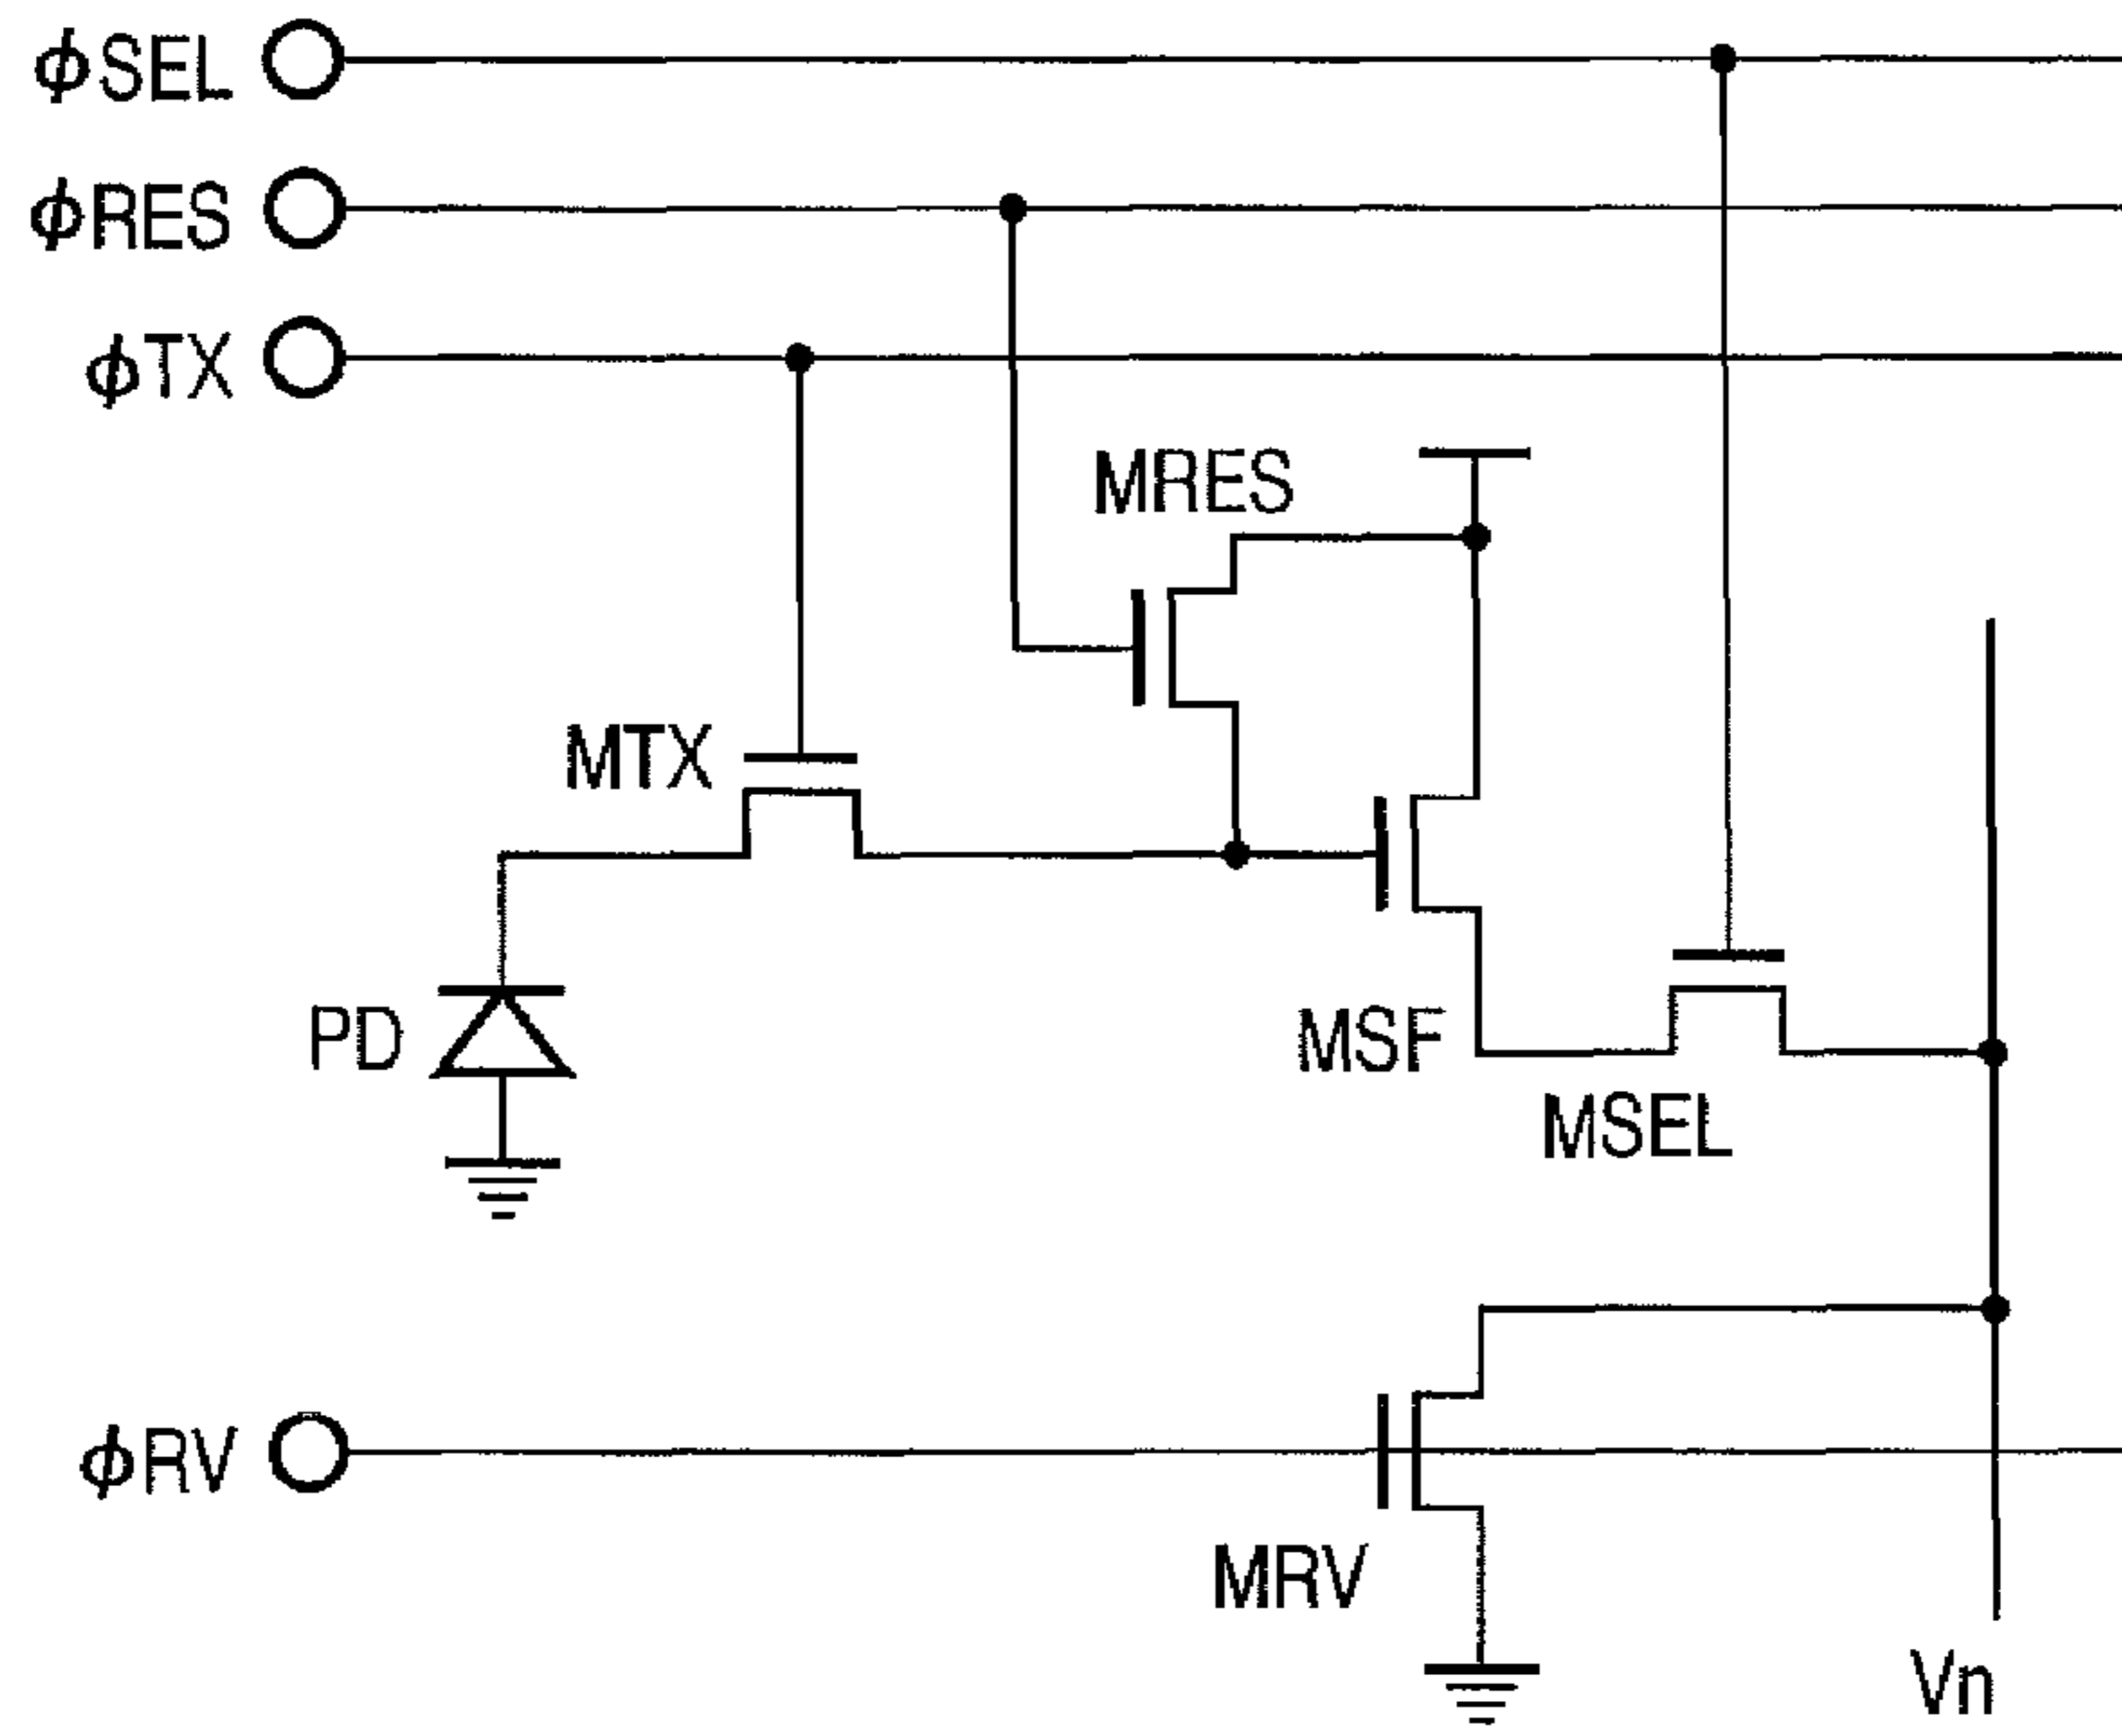 ϕSEL
ϕRES
ϕTX
MRES
MTX
PD
MSF
MSEL
ϕRV
MRV
Vn